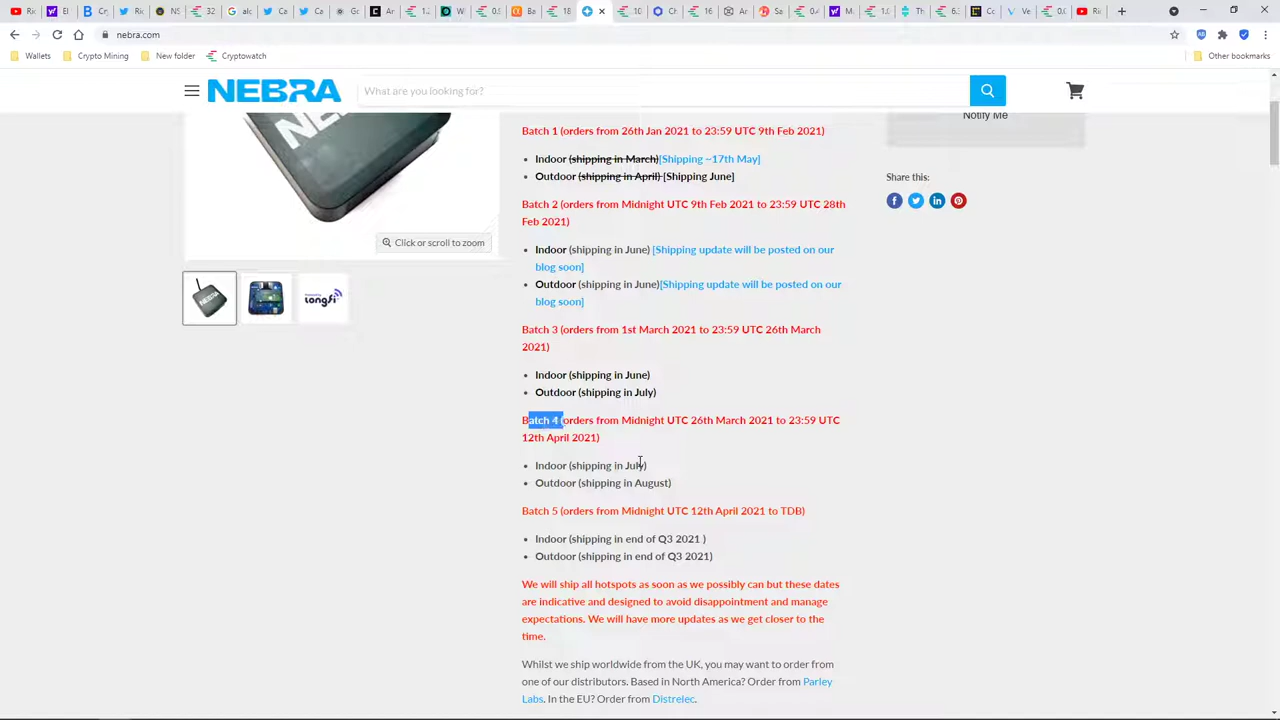 nebra.com
Wallets
Crypto Mining
New folder
Cryptowatch
Other bookmarks
NEBRA
What are you looking for?
Notify Me
Batch 1 (orders from 26th Jan 2021 to 23:59 UTC 9th Feb 2021)
Indoor (shipping in March)[Shipping ~17th May]
Outdoor (shipping in April) [Shipping June]
Share this:
Batch 2 (orders from Midnight UTC 9th Feb 2021 to 23:59 UTC 28th
Feb 2021)
Click or scroll to zoom
Indoor (shipping in June) [Shipping update will be posted on our
blog soon]
Outdoor (shipping in June)[Shipping update will be posted on our
blog soon]
Batch 3 (orders from 1st March 2021 to 23:59 UTC 26th March
2021)
Indoor (shipping in June)
Outdoor (shipping in July)
Batch 4 (orders from Midnight UTC 26th March 2021 to 23:59 UTC
12th April 2021)
Indoor (shipping in July)
Outdoor (shipping in August)
Batch 5 (orders from Midnight UTC 12th April 2021 to TDB)
Indoor (shipping in end of Q3 2021 )
Outdoor (shipping in end of Q3 2021)
We will ship all hotspots as soon as we possibly can but these dates
are indicative and designed to avoid disappointment and manage
expectations. We will have more updates as we get closer to the
time.
Whilst we ship worldwide from the UK, you may want to order from
one of our distributors. Based in North America? Order from Parley
Labs. In the EU? Order from Distrelec.